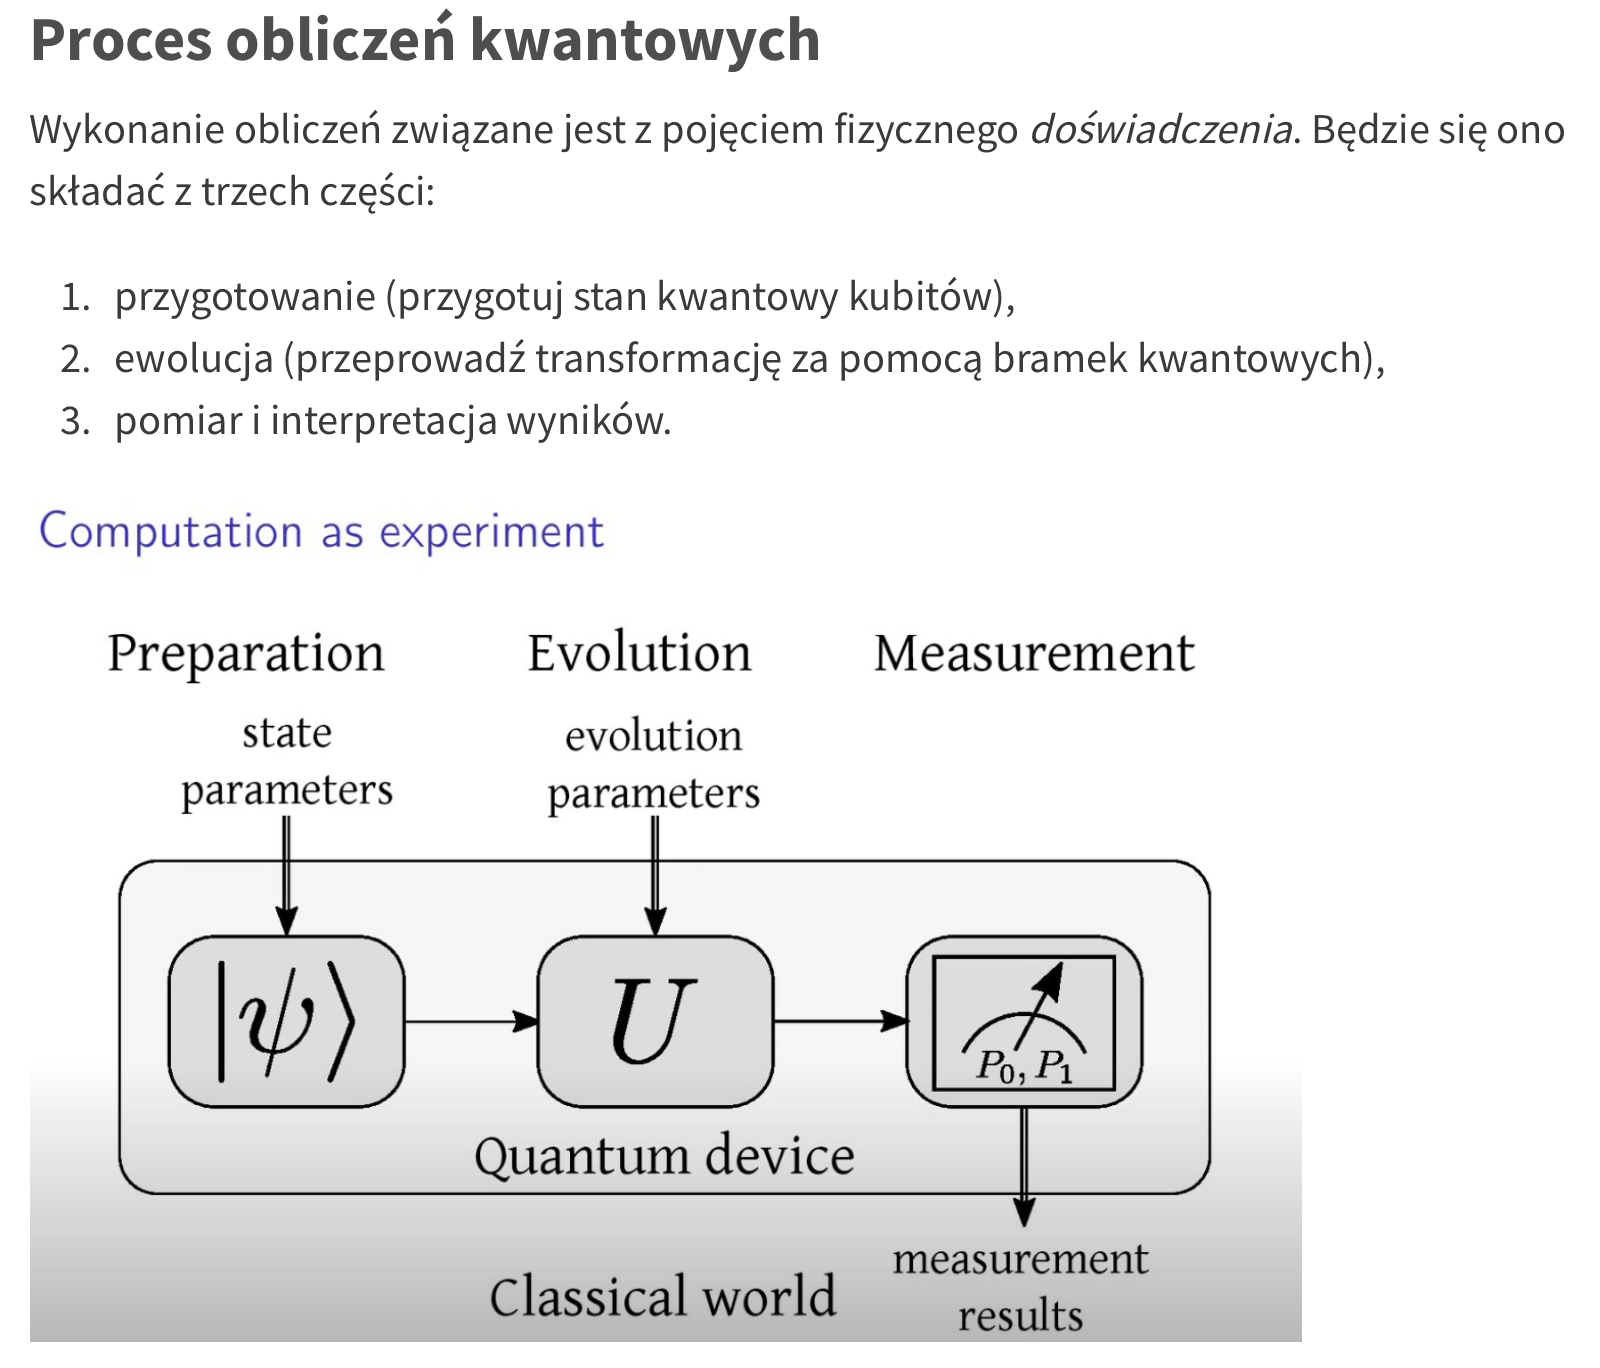 Proces obliczeń kwantowych
Wykonanie obliczeń związane jest z pojęciem fizycznego doświadczenia. Będzie się ono
składać z trzech części:
1. przygotowanie (przygotuj stan kwantowy kubitów),
2. ewolucja (przeprowadź transformację za pomocą bramek kwantowych),
3. pomiar i interpretacja wyników.
Computation as experiment
Preparation Evolution Measurement
state evolution
parameters parameters
|ψ⟩ U P₀, P₁
Quantum device
Classical world
measurement
results